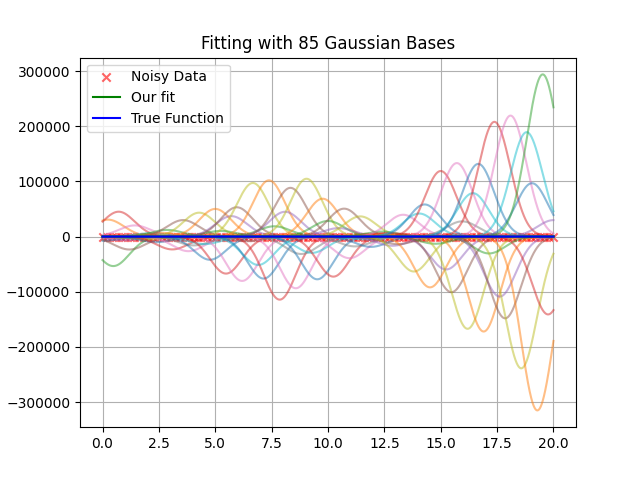 Fitting with 85 Gaussian Bases
Noisy Data
Our fit
True Function
300000
200000
100000
0
−100000
−200000
−300000
0.0 2.5 5.0 7.5 10.0 12.5 15.0 17.5 20.0